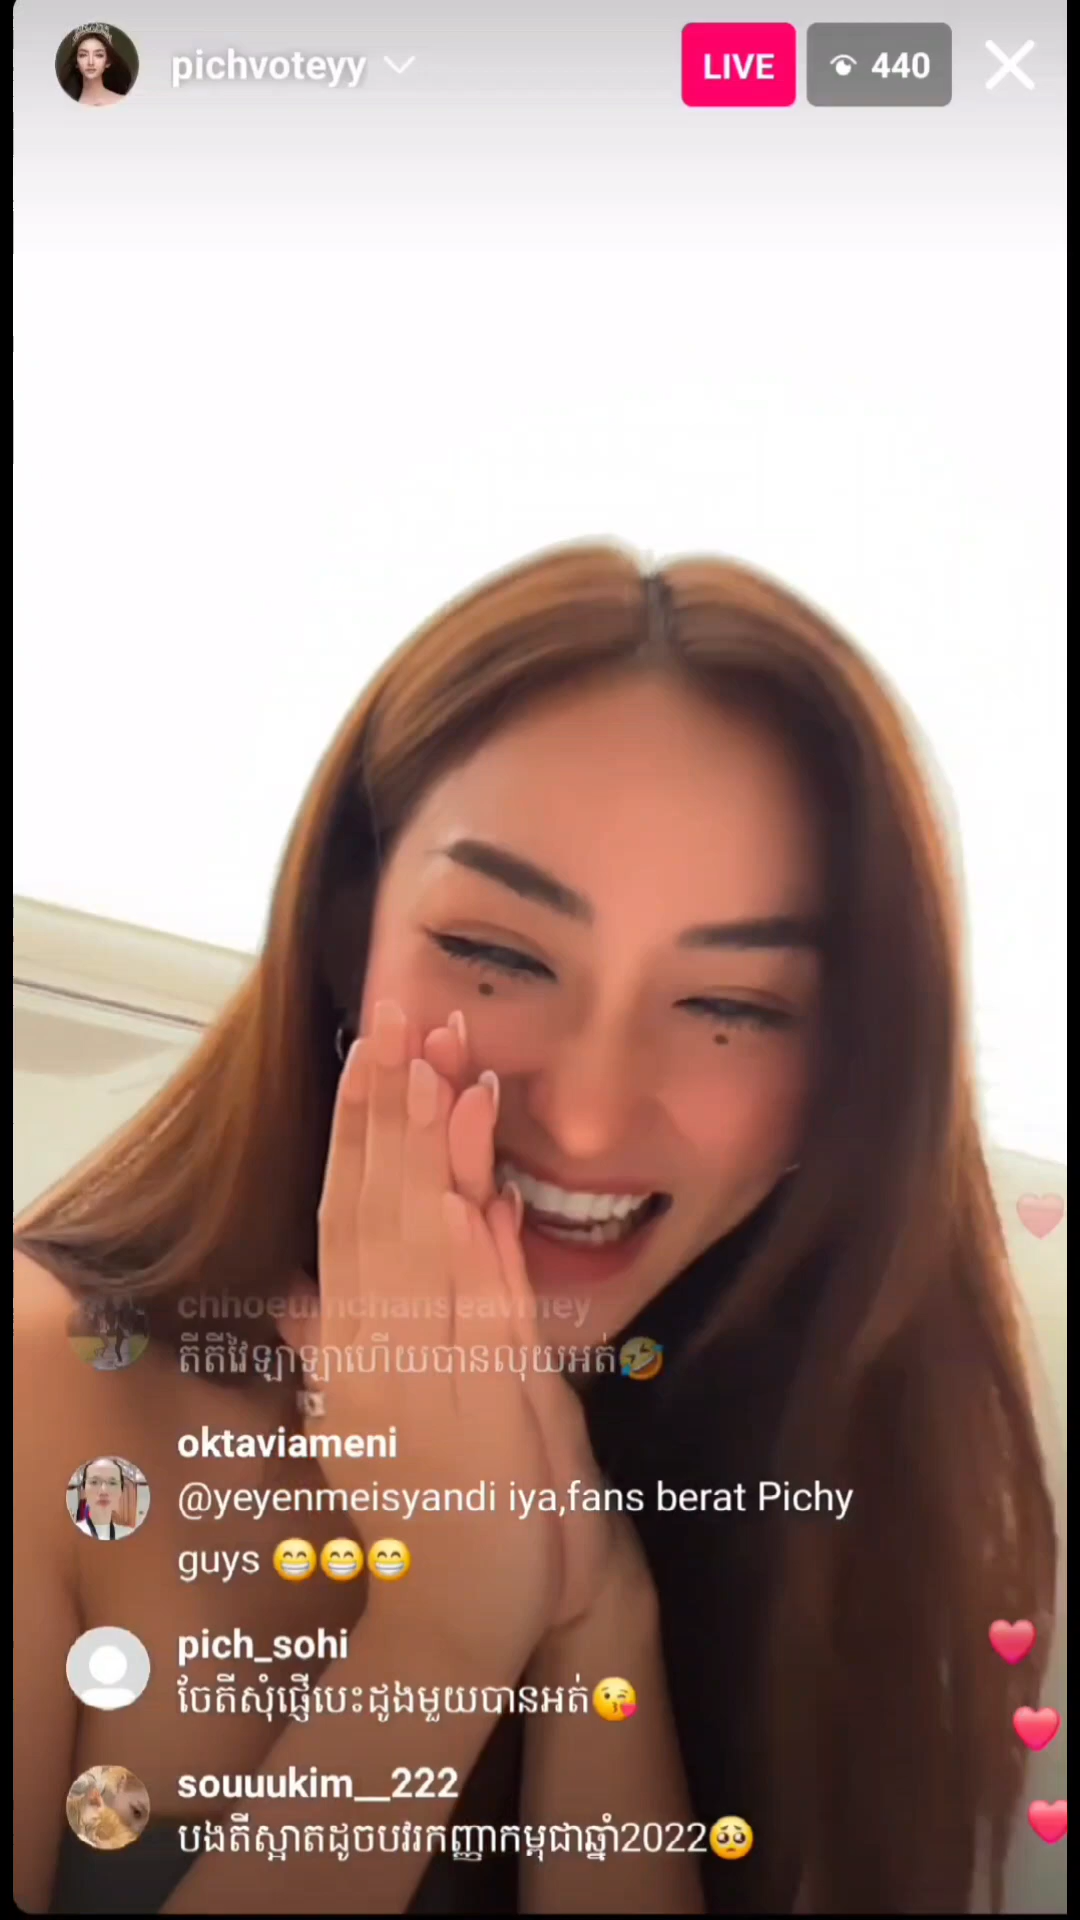 pichvoteyy
LIVE
440
chhoeurnchanseavmey
តីតីវៃឡាឡាហើយបានលុយអត់🤣
oktaviameni
@yeyenmeisyandi iya,fans berat Pichy
guys 😁😁😁
pich_sohi
ចែតីសុំផ្ញើបេះដូងមួយបានអត់😘
souuukim__222
បងតីស្អាតដូចបវរកញ្ញាកម្ពុជាឆ្នាំ2022🥺